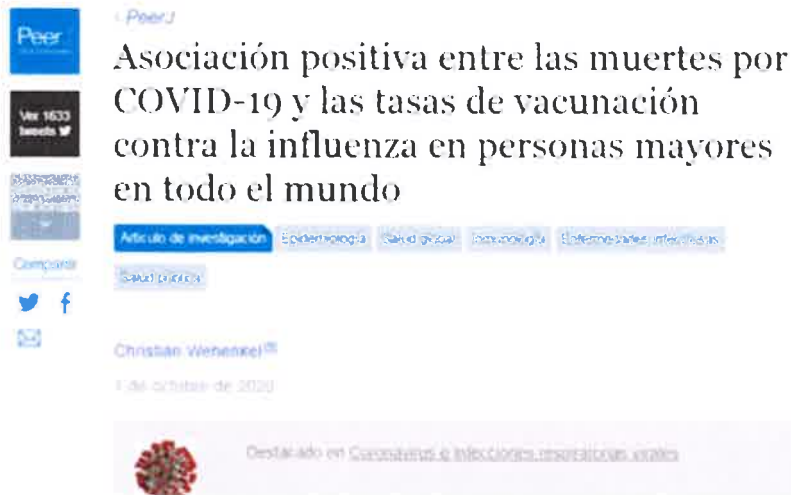 PeerJ
Peer
Asociación positiva entre las muertes por
COVID-19 y las tasas de vacunación
contra la influenza en personas mayores
en todo el mundo
Ver 1633
tweets
Artículo de investigación Epidemiología Salud global Inmunología Enfermedades infecciosas
Salud pública
Compartir
Christian Wehenkel
1 de octubre de 2020
Destacado en Coronavirus e infecciones respiratorias virales